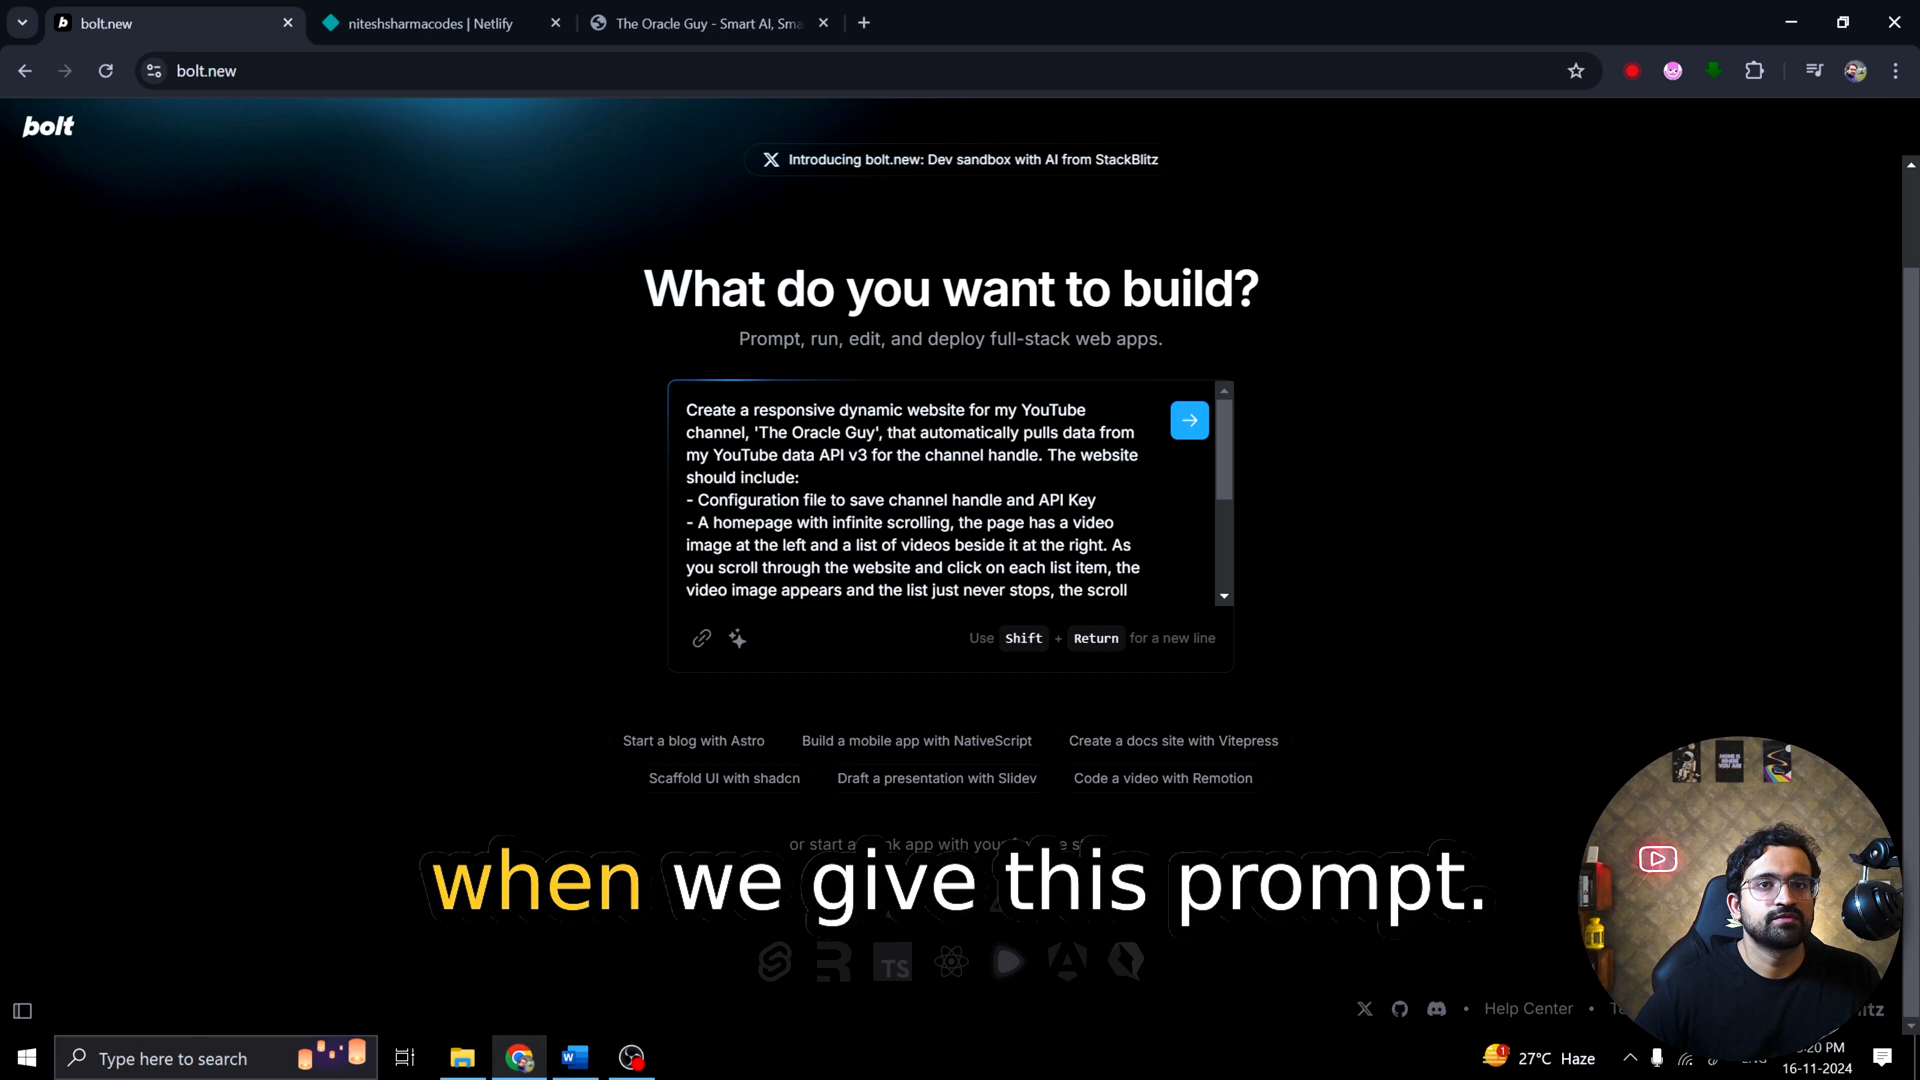 bolt.new
niteshsharmacodes | Netlify
The Oracle Guy - Smart AI, Sma
bolt.new
bolt
Introducing bolt.new: Dev sandbox with AI from StackBlitz
What do you want to build?
Prompt, run, edit, and deploy full-stack web apps.
Create a responsive dynamic website for my YouTube
channel, 'The Oracle Guy', that automatically pulls data from
my YouTube data API v3 for the channel handle. The website
should include:
- Configuration file to save channel handle and API Key
- A homepage with infinite scrolling, the page has a video
image at the left and a list of videos beside it at the right. As
you scroll through the website and click on each list item, the
video image appears and the list just never stops, the scroll
Use Shift + Return for a new line
Start a blog with Astro
Build a mobile app with NativeScript
Create a docs site with Vitepress
Scaffold UI with shadcn
Draft a presentation with Slidev
Code a video with Remotion
or start a
app with
when we give this prompt.
TS
Help Center
Type here to search
1
27°C Haze
:20 PM
16-11-2024